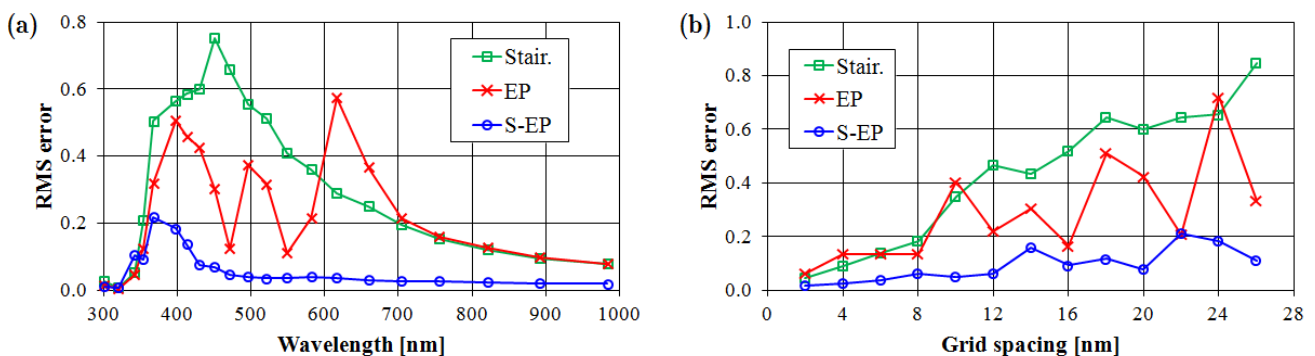 (a)
RMS error
0.8
0.6
0.4
0.2
0.0
300 400 500 600 700 800 900 1000
Wavelength [nm]
Stair.
EP
S-EP
(b)
RMS error
1.0
0.8
0.6
0.4
0.2
0.0
0 4 8 12 16 20 24 28
Grid spacing [nm]
Stair.
EP
S-EP